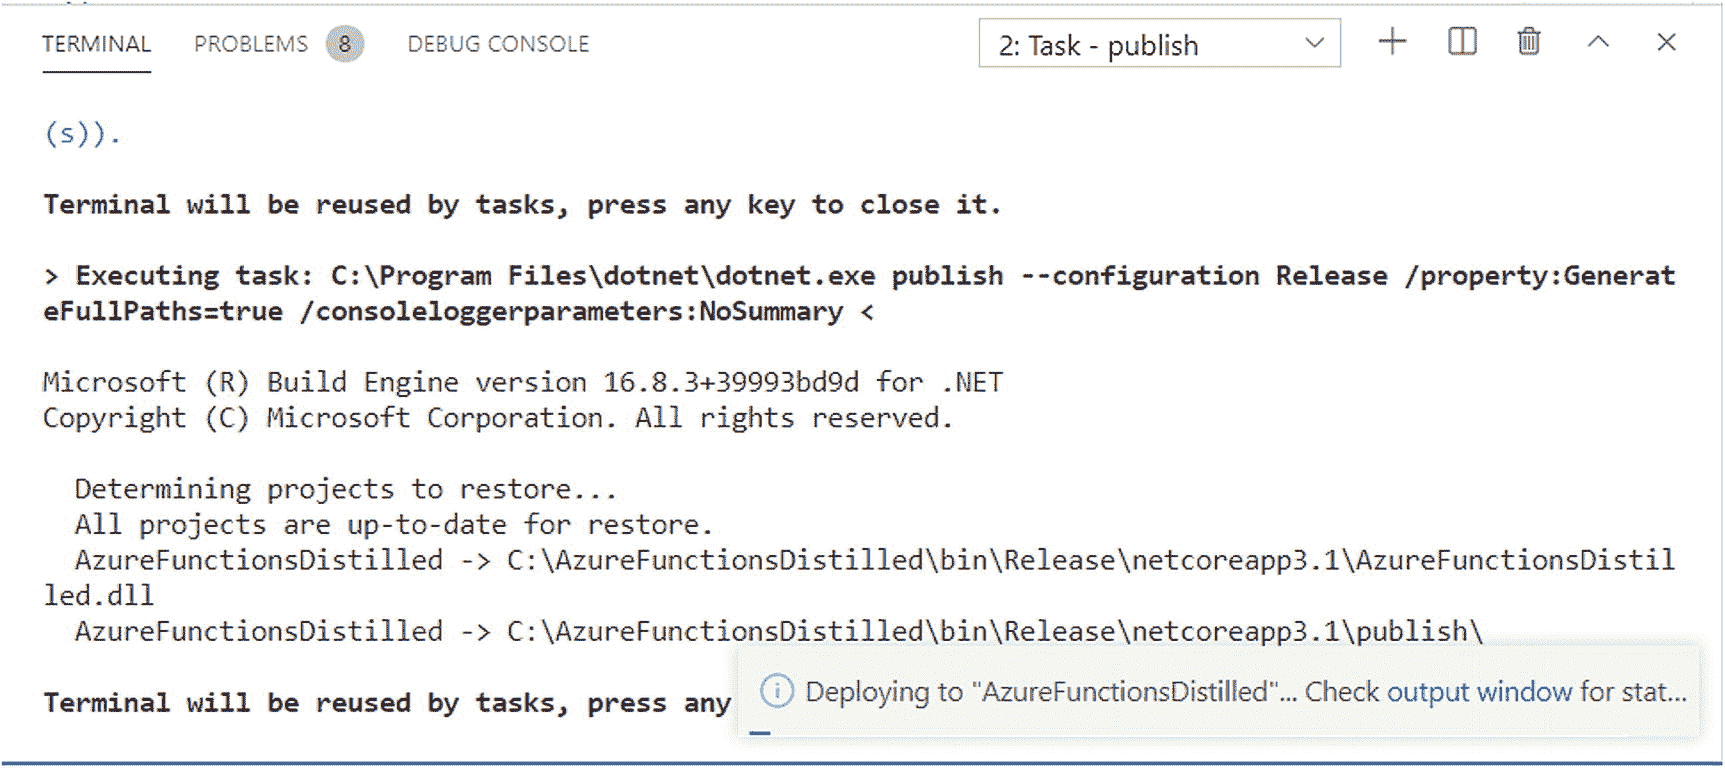 TERMINAL PROBLEMS 8 DEBUG CONSOLE 2: Task - publish
(s)).
Terminal will be reused by tasks, press any key to close it.
> Executing task: C:\Program Files\dotnet\dotnet.exe publish --configuration Release /property:Generat
eFullPaths=true /consoleloggerparameters:NoSummary <
Microsoft (R) Build Engine version 16.8.3+39993bd9d for .NET
Copyright (C) Microsoft Corporation. All rights reserved.
Determining projects to restore...
All projects are up-to-date for restore.
AzureFunctionsDistilled -> C:\AzureFunctionsDistilled\bin\Release\netcoreapp3.1\AzureFunctionsDistil
led.dll
AzureFunctionsDistilled -> C:\AzureFunctionsDistilled\bin\Release\netcoreapp3.1\publish\
Terminal will be reused by tasks, press any
Deploying to "AzureFunctionsDistilled"... Check output window for stat...